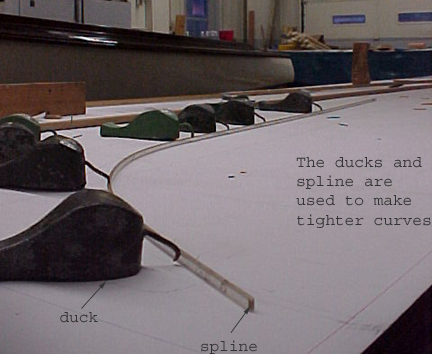 The ducks and
spline are
used to make
tighter curves
duck
spline